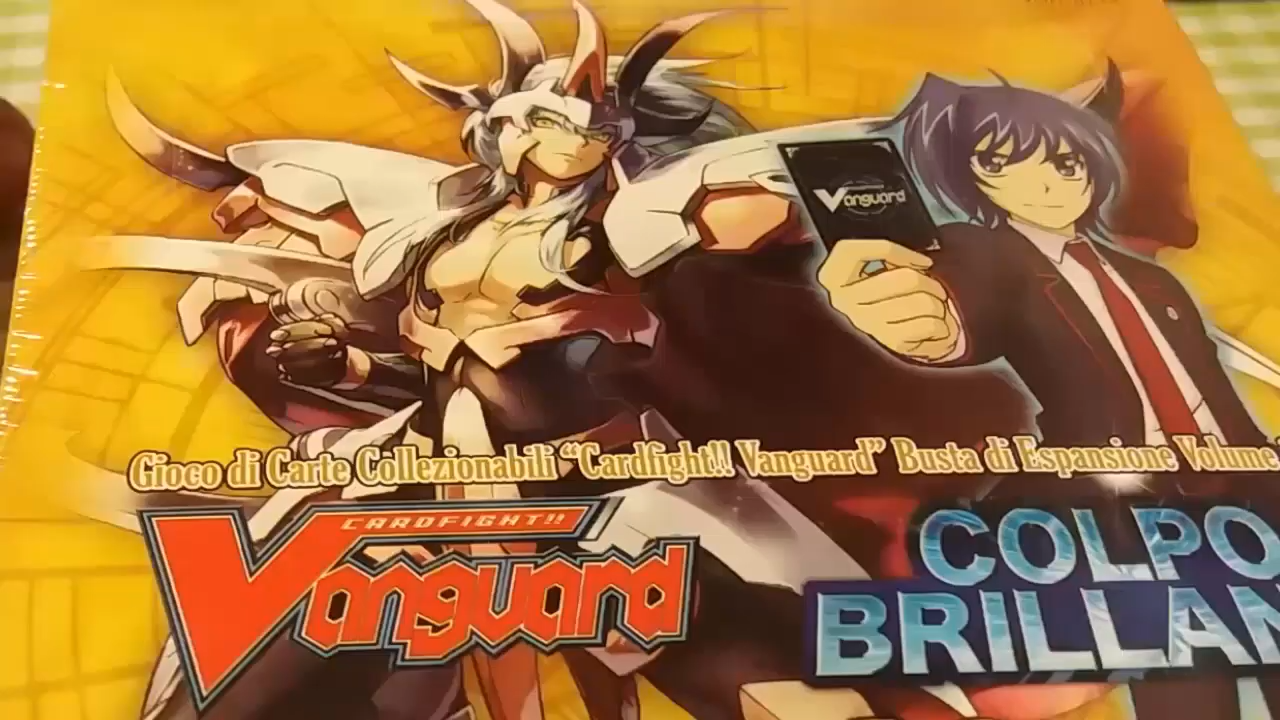 Vanguard
Gioco di Carte Collezionabili “Cardfight!! Vanguard” Busta di Espansione Volume
CARDFIGHT!!
Vanguard
COLPO
BRILLAN